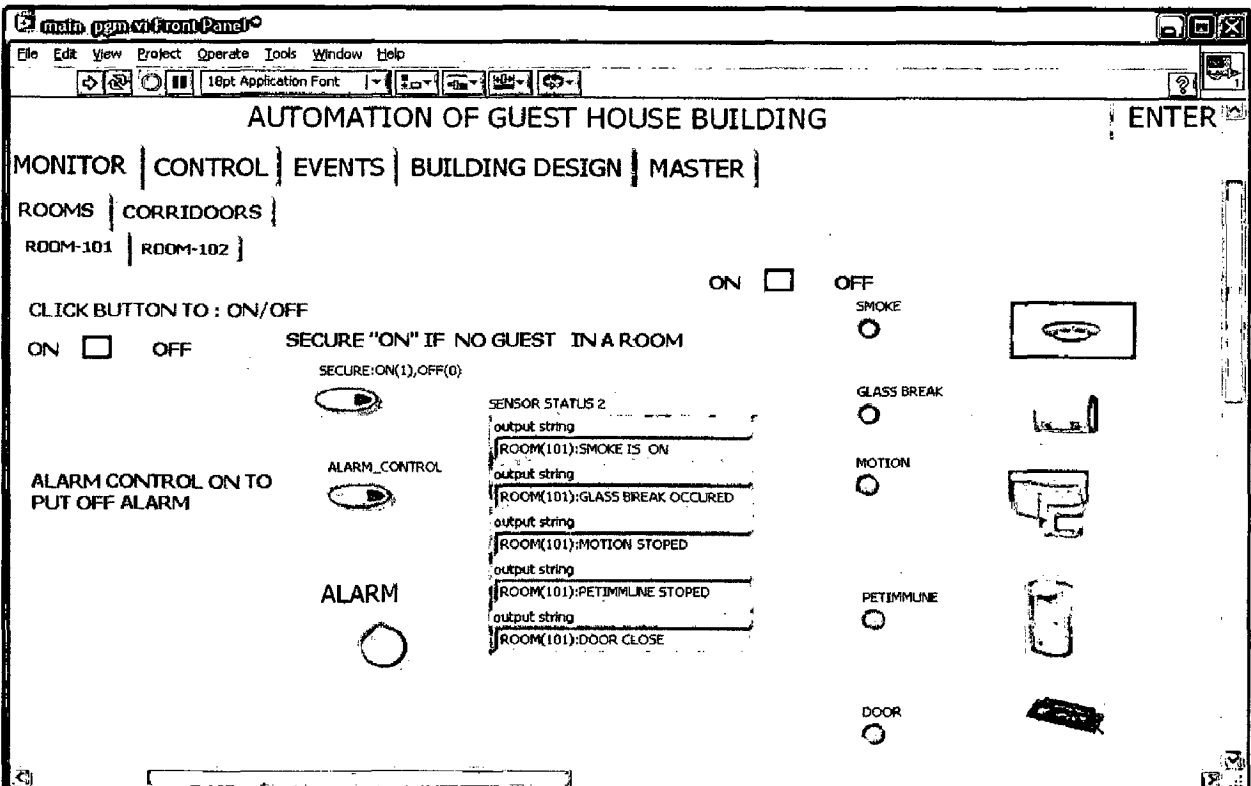 main pgm.vi Front Panel
File Edit View Project Operate Tools Window Help
18pt Application Font
AUTOMATION OF GUEST HOUSE BUILDING
ENTER
MONITOR CONTROL EVENTS BUILDING DESIGN MASTER
ROOMS CORRIDOORS
ROOM-101 ROOM-102
ON OFF
CLICK BUTTON TO : ON/OFF
ON OFF
SECURE "ON" IF NO GUEST IN A ROOM
SECURE:ON(1),OFF(0)
ALARM_CONTROL
ALARM CONTROL ON TO
PUT OFF ALARM
ALARM
SENSOR STATUS 2
output string
ROOM(101):SMOKE IS ON
output string
ROOM(101):GLASS BREAK OCCURED
output string
ROOM(101):MOTION STOPED
output string
ROOM(101):PETIMMUNE STOPED
output string
ROOM(101):DOOR CLOSE
SMOKE
GLASS BREAK
MOTION
PETIMMUNE
DOOR